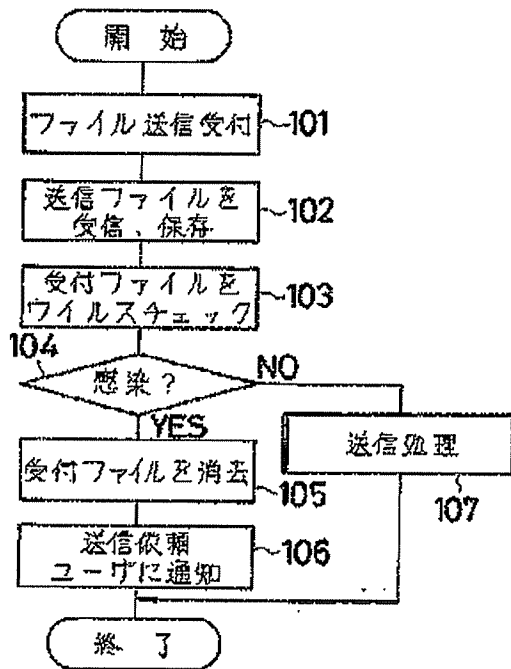 開始
ファイル送信受付
101
送信ファイルを
受信、保存
102
受付ファイルを
ウイルスチェック
103
104
感染?
NO
YES
受付ファイルを消去
105
送信処理
107
送信依頼
ユーザに通知
106
終了